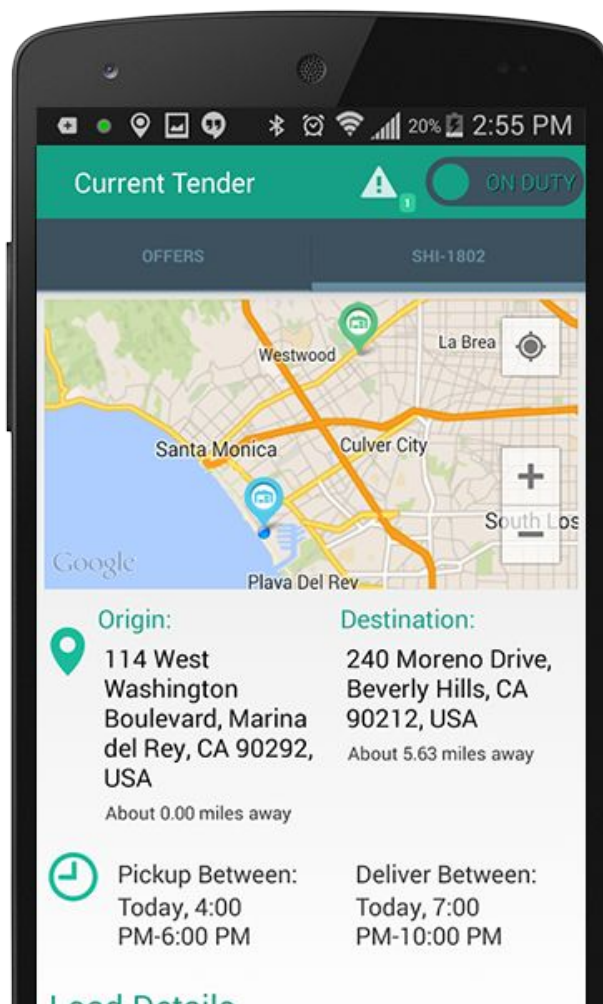 20% 2:55 PM
Current Tender
1
ON DUTY
OFFERS
SHI-1802
Westwood
La Brea
Santa Monica
Culver City
South Los
Google
Playa Del Rey
Origin:
114 West
Washington
Boulevard, Marina
del Rey, CA 90292,
USA
About 0.00 miles away
Destination:
240 Moreno Drive,
Beverly Hills, CA
90212, USA
About 5.63 miles away
Pickup Between:
Today, 4:00
PM-6:00 PM
Deliver Between:
Today, 7:00
PM-10:00 PM
Load Details